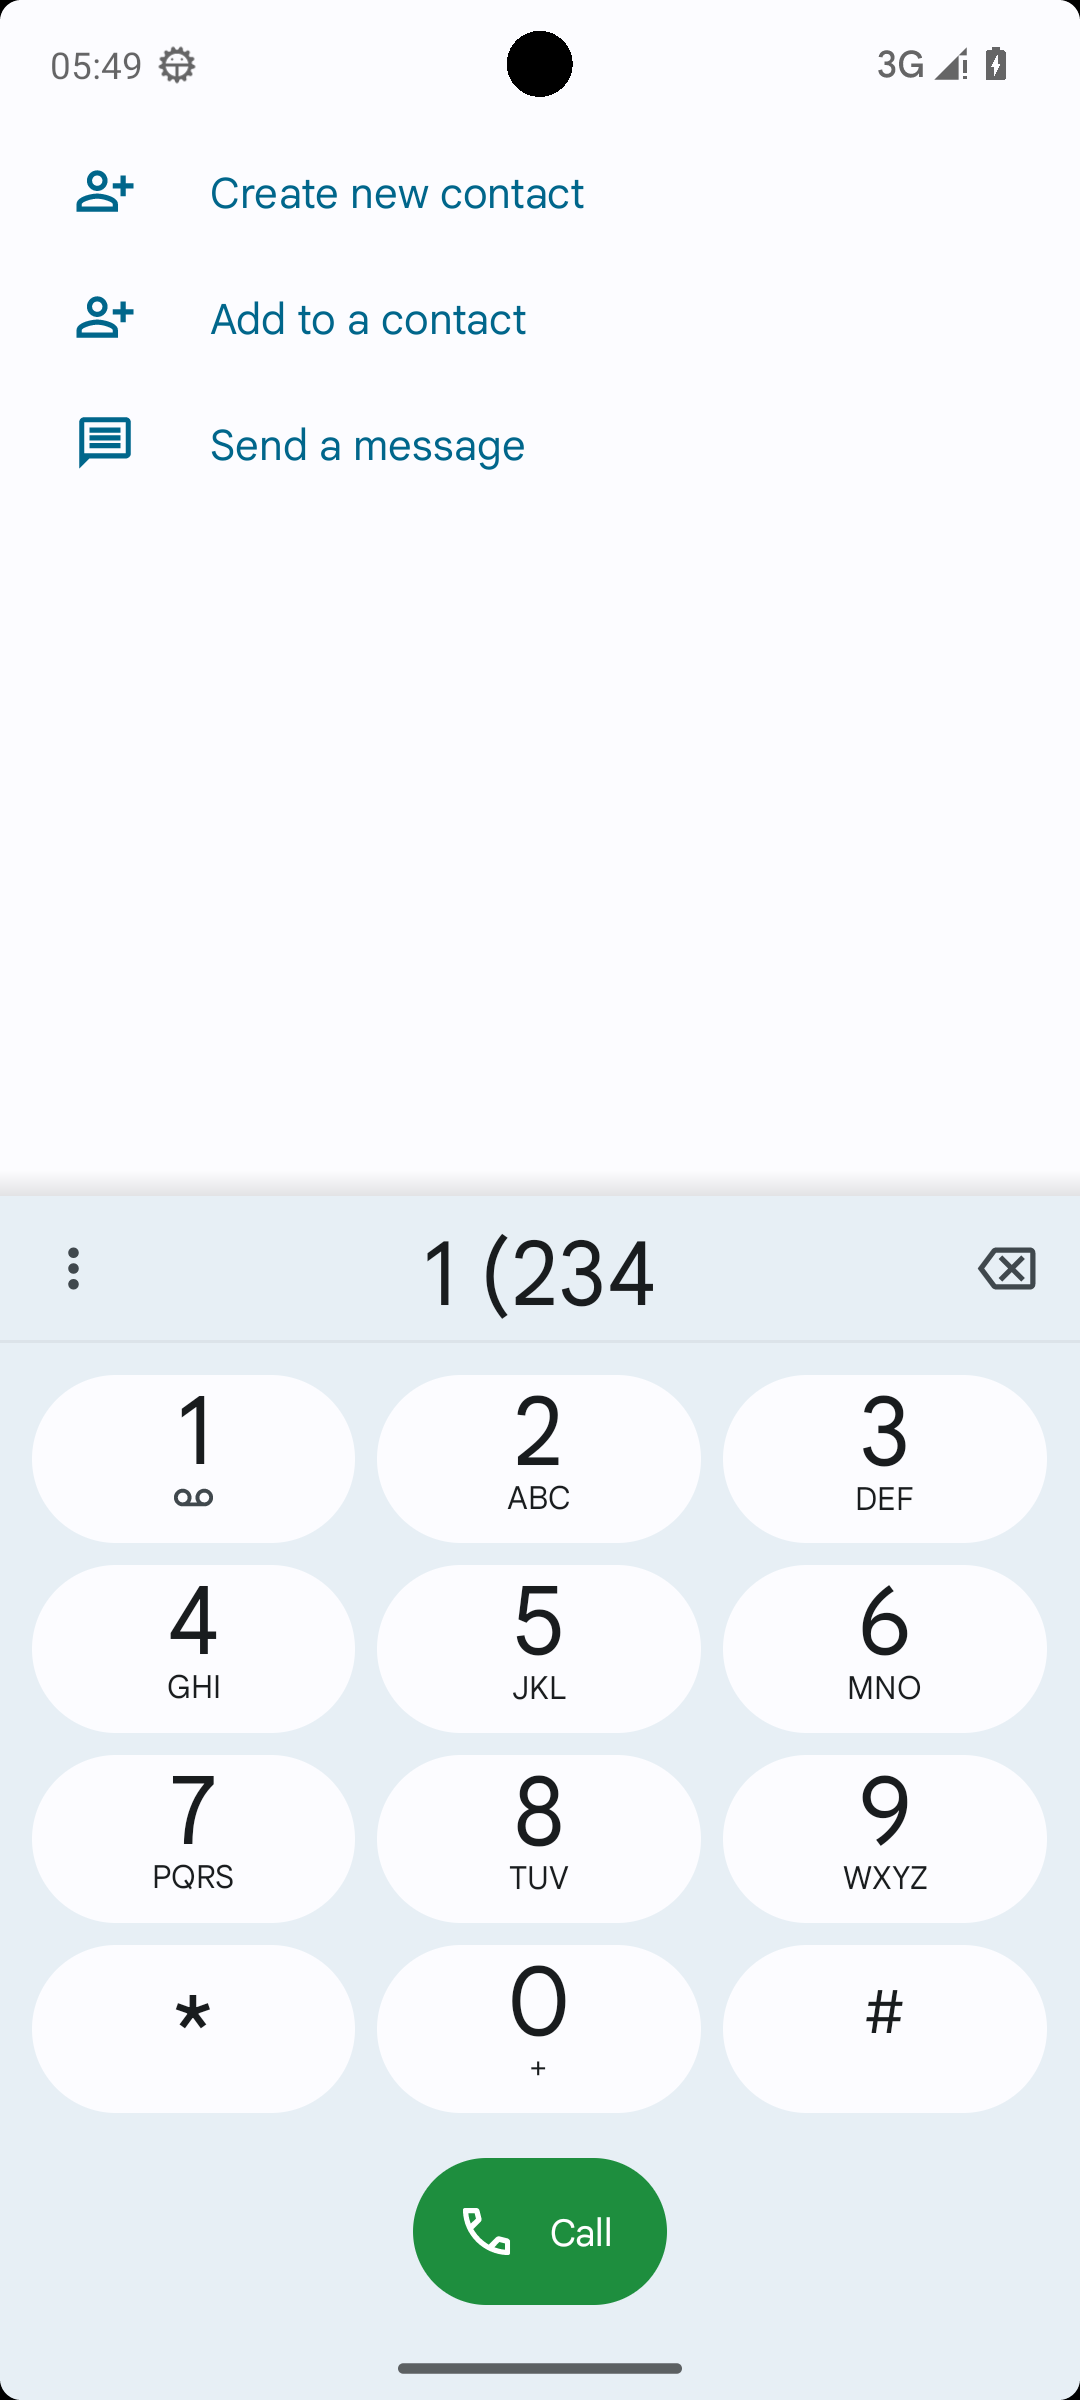 05:49 3G
Create new contact
Add to a contact
Send a message
1 (234
1 2 3
ABC DEF
4 5 6
GHI JKL MNO
7 8 9
PQRS TUV WXYZ
* 0 #
+
Call